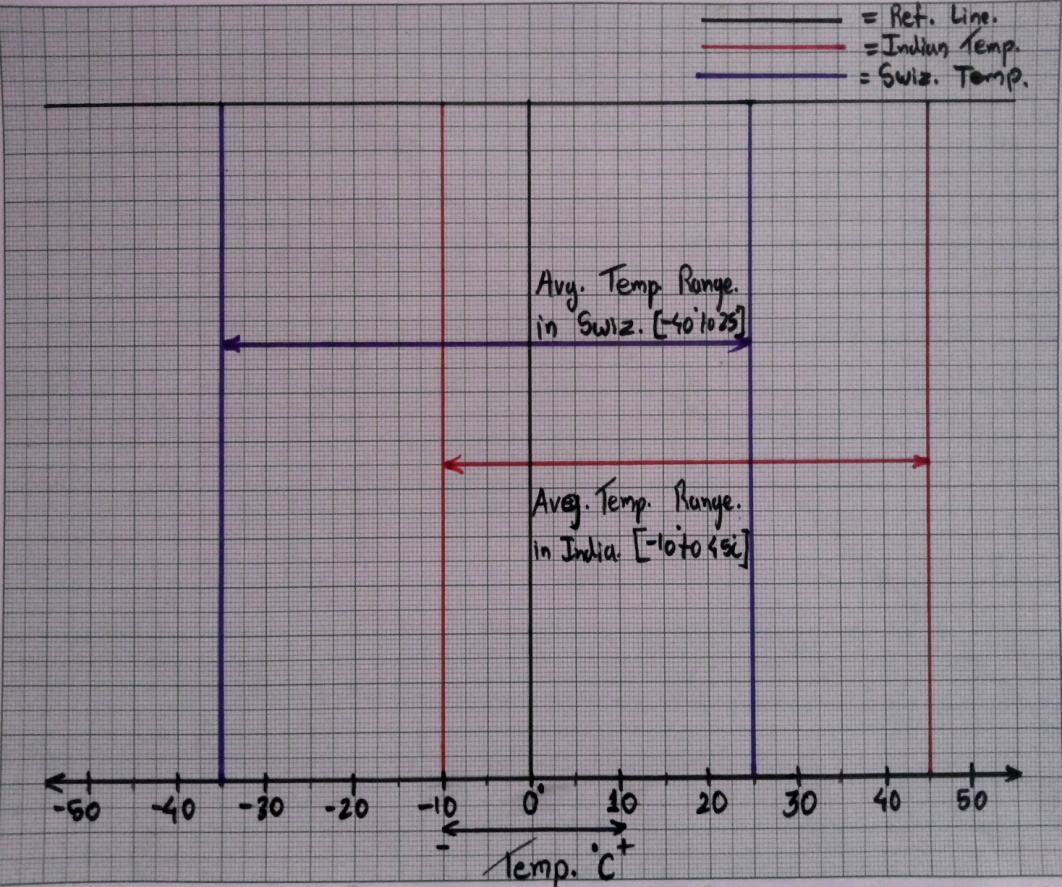 = Ref. Line.
= Indian Temp.
= Swiz. Temp.
Avg. Temp Range.
in Swiz. [-40° to 25°]
Aveg. Temp. Range.
in India. [-10° to 45°]
-50 -40 -30 -20 -10 0° 10 20 30 40 50
- +
Temp. °C